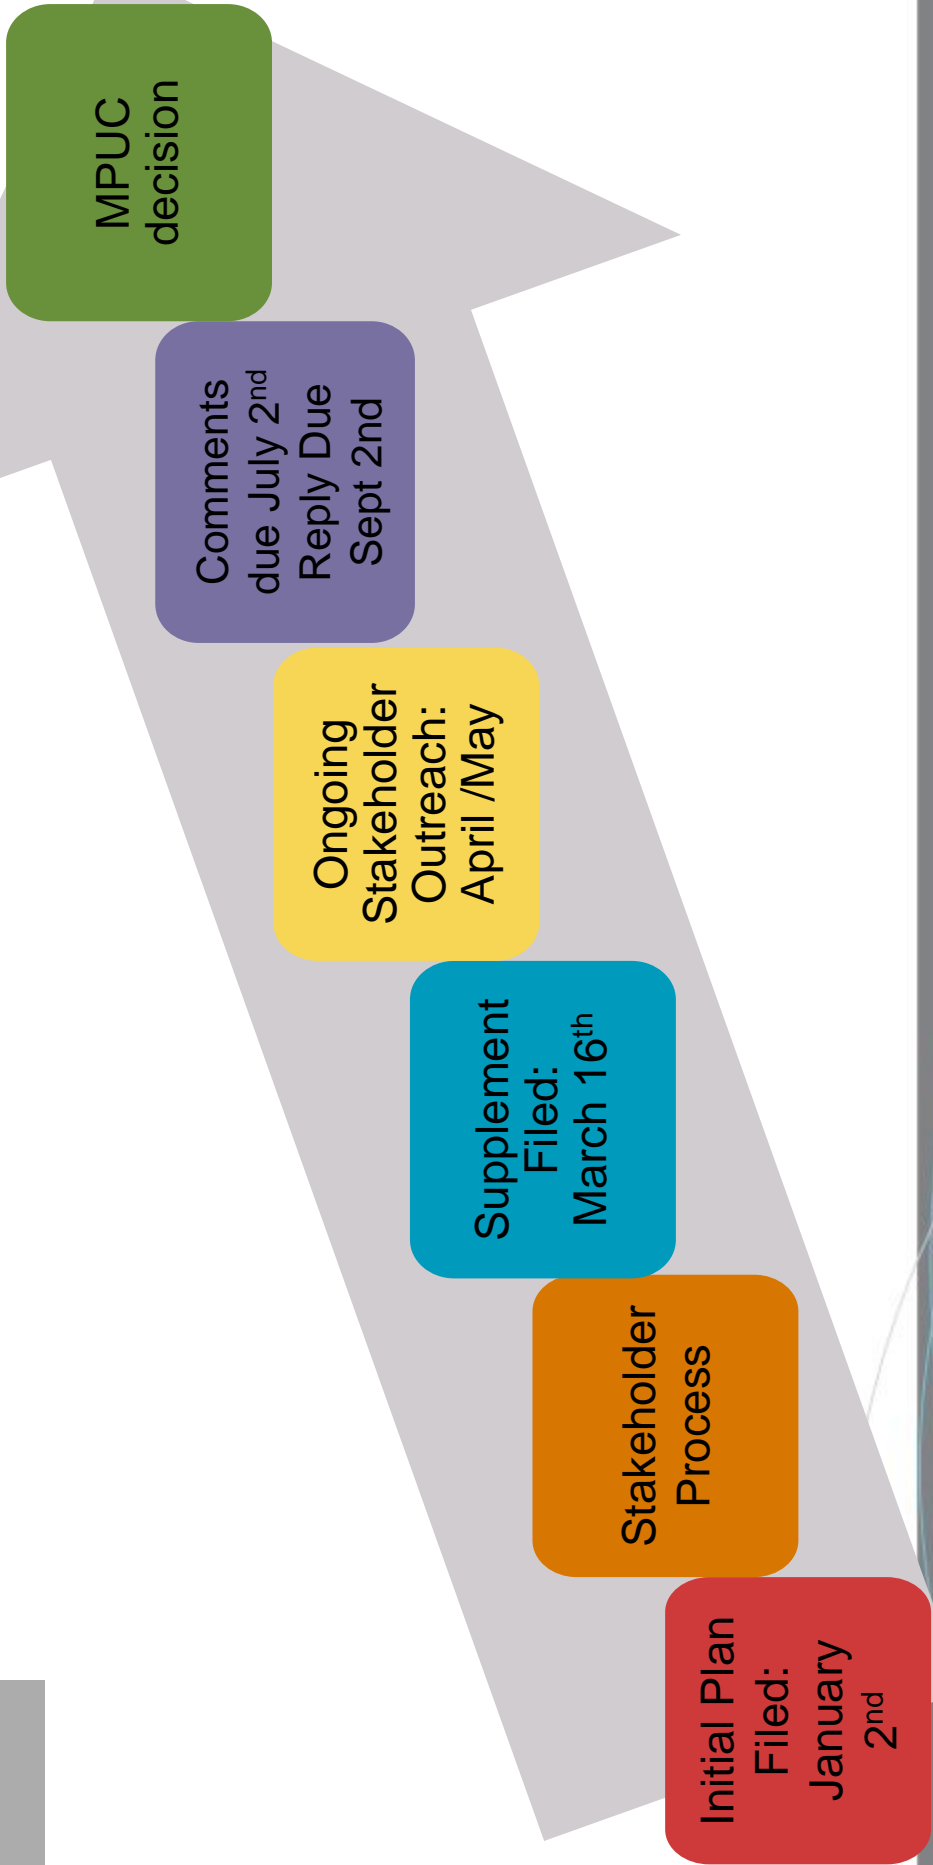 Initial Plan
Filed:
January
2nd
Stakeholder
Process
Supplement
Filed:
March 16th
Ongoing
Stakeholder
Outreach:
April /May
Comments
due July 2nd
Reply Due
Sept 2nd
MPUC
decision